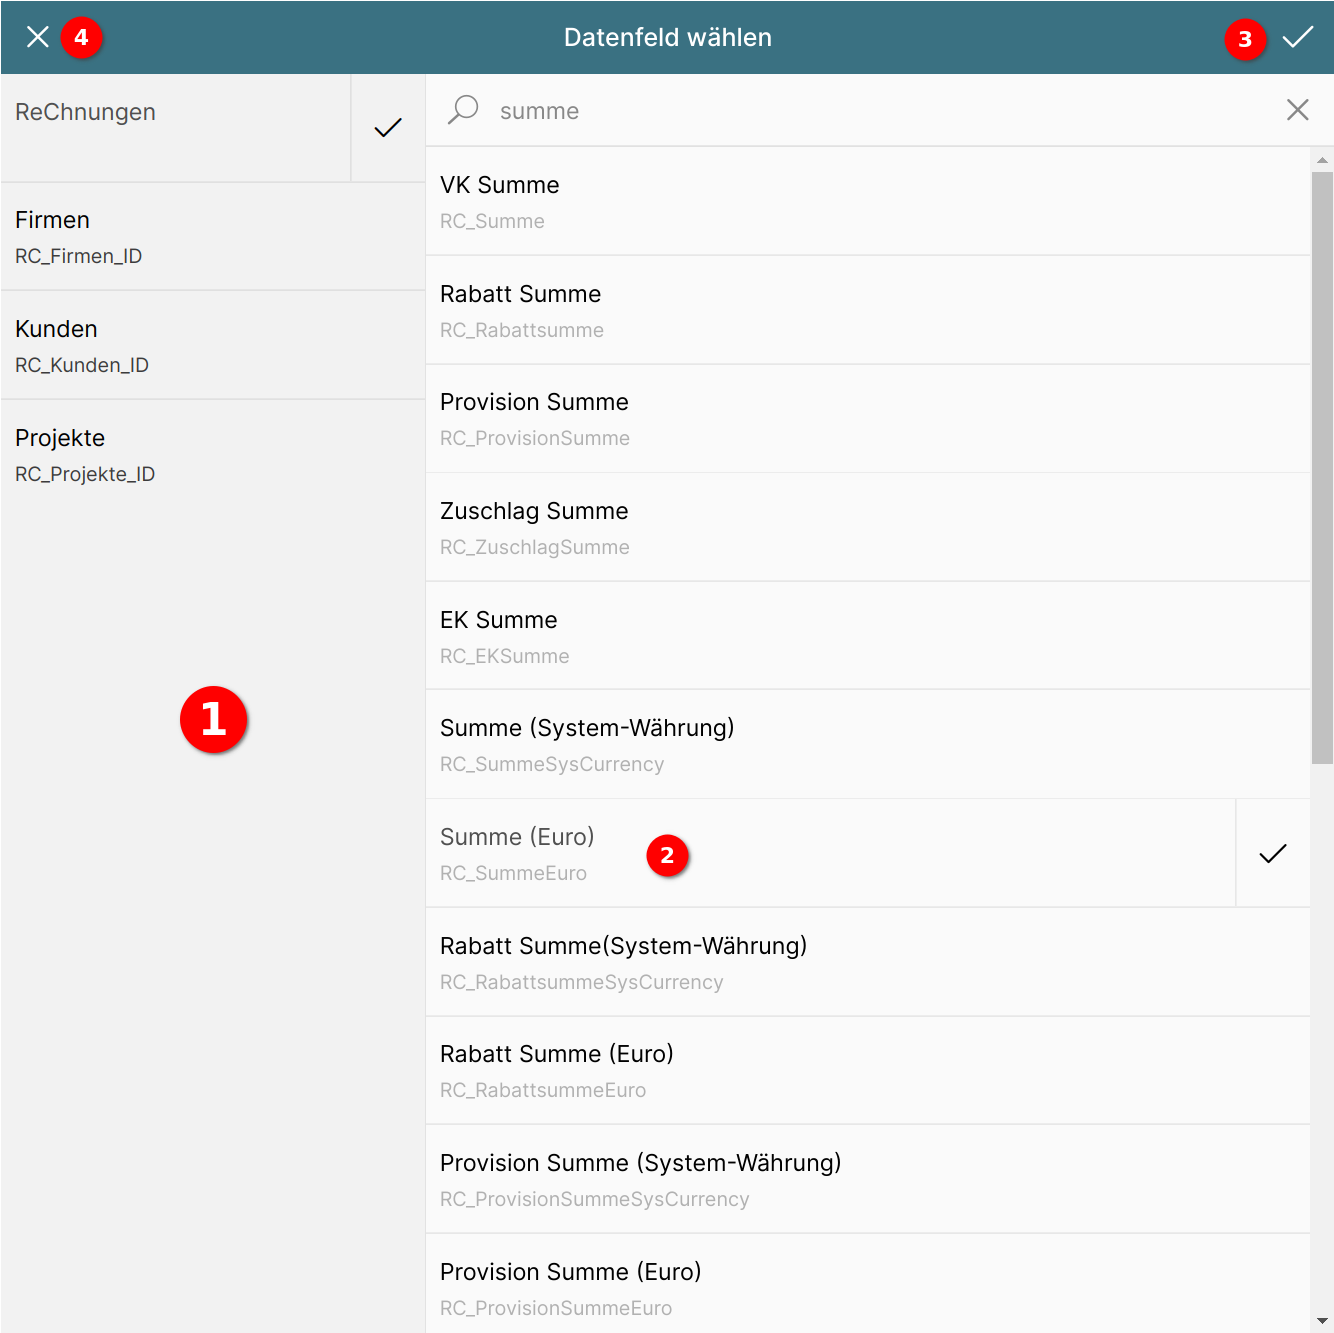 4
Datenfeld wählen
3
ReChnungen
Firmen
RC_Firmen_ID
Kunden
RC_Kunden_ID
Projekte
RC_Projekte_ID
1
summe
VK Summe
RC_Summe
Rabatt Summe
RC_Rabattsumme
Provision Summe
RC_ProvisionSumme
Zuschlag Summe
RC_ZuschlagSumme
EK Summe
RC_EKSumme
Summe (System-Währung)
RC_SummeSysCurrency
Summe (Euro)
RC_SummeEuro
2
Rabatt Summe(System-Währung)
RC_RabattsummeSysCurrency
Rabatt Summe (Euro)
RC_RabattsummeEuro
Provision Summe (System-Währung)
RC_ProvisionSummeSysCurrency
Provision Summe (Euro)
RC_ProvisionSummeEuro